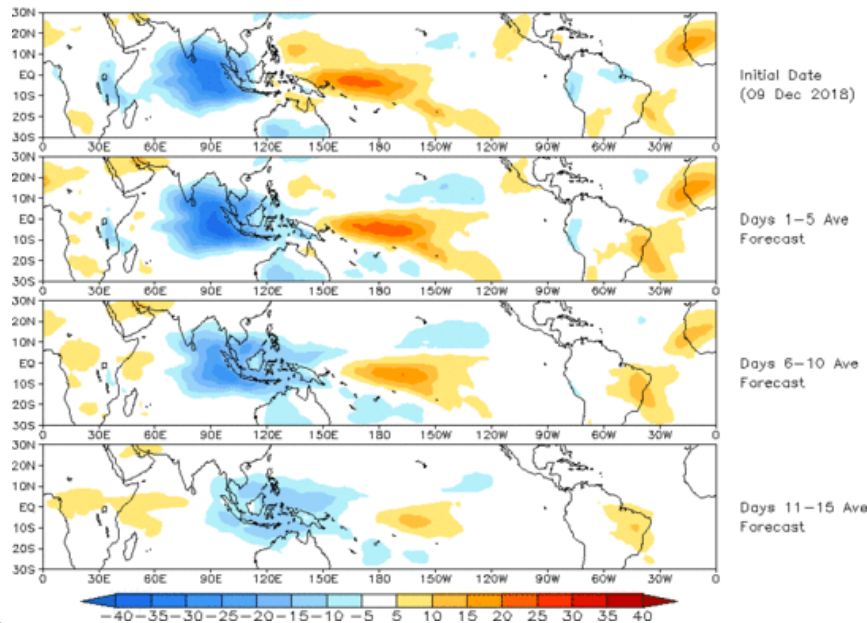 30N
20N
10N
EQ
10S
20S
30S
0 30E 60E 90E 120E 150E 180 150W 120W 90W 60W 30W 0
Initial Date
(09 Dec 2018)
30N
20N
10N
EQ
10S
20S
30S
0 30E 60E 90E 120E 150E 180 150W 120W 90W 60W 30W 0
Days 1-5 Ave
Forecast
30N
20N
10N
EQ
10S
20S
30S
0 30E 60E 90E 120E 150E 180 150W 120W 90W 60W 30W 0
Days 6-10 Ave
Forecast
30N
20N
10N
EQ
10S
20S
30S
0 30E 60E 90E 120E 150E 180 150W 120W 90W 60W 30W 0
Days 11-15 Ave
Forecast
-40 -35 -30 -25 -20 -15 -10 -5 5 10 15 20 25 30 35 40